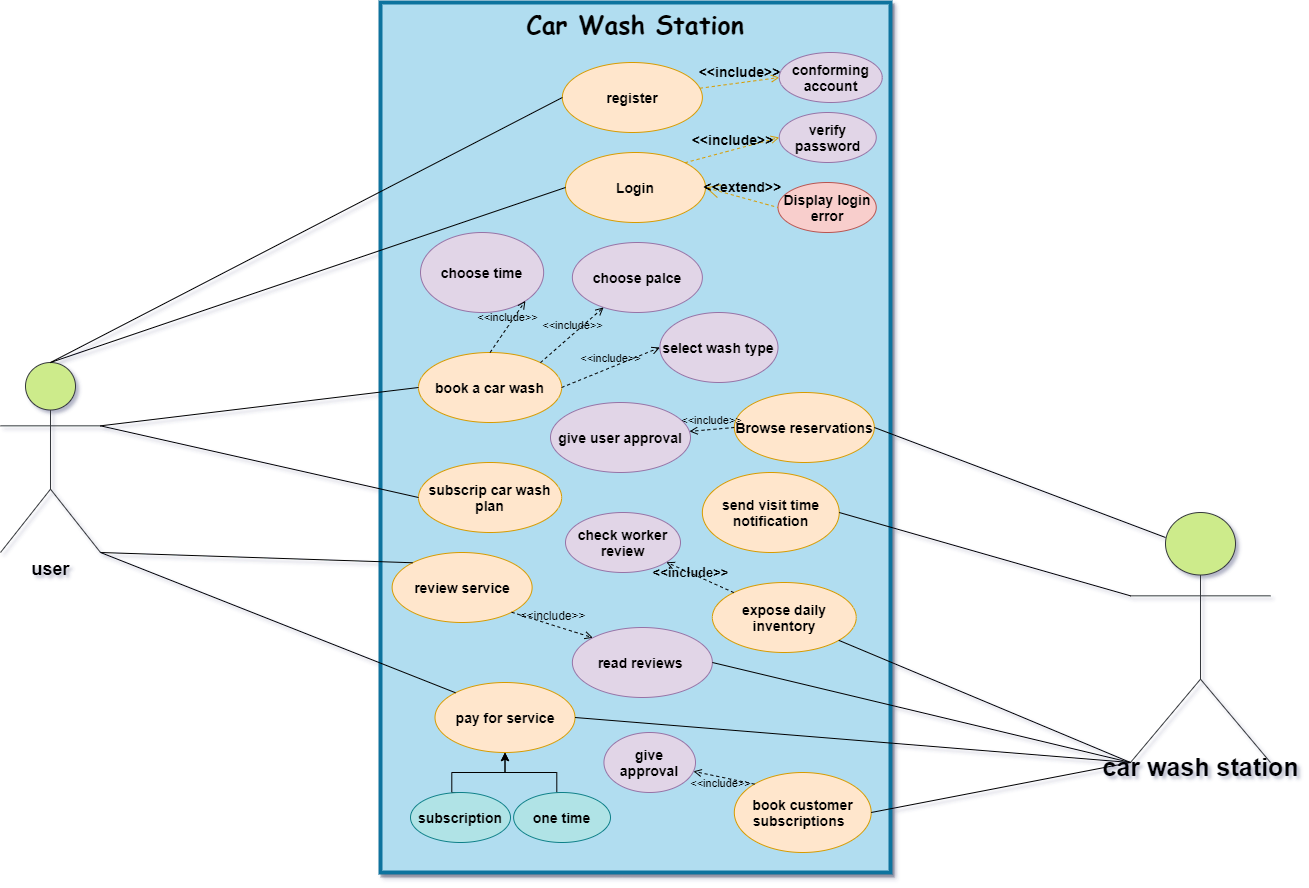 Car Wash Station
<<include>>
conforming
account
register
<<include>>
verify
password
Login
<<extend>>
Display login
error
choose time
choose palce
<<include>>
<<include>>
select wash type
<<include>>
book a car wash
<<include>>
Browse reservations
give user approval
subscrip car wash
plan
send visit time
notification
check worker
review
user
<<include>>
review service
expose daily
inventory
<<include>>
read reviews
pay for service
give
approval
car wash station
<<include>>
book customer
subscriptions
subscription
one time